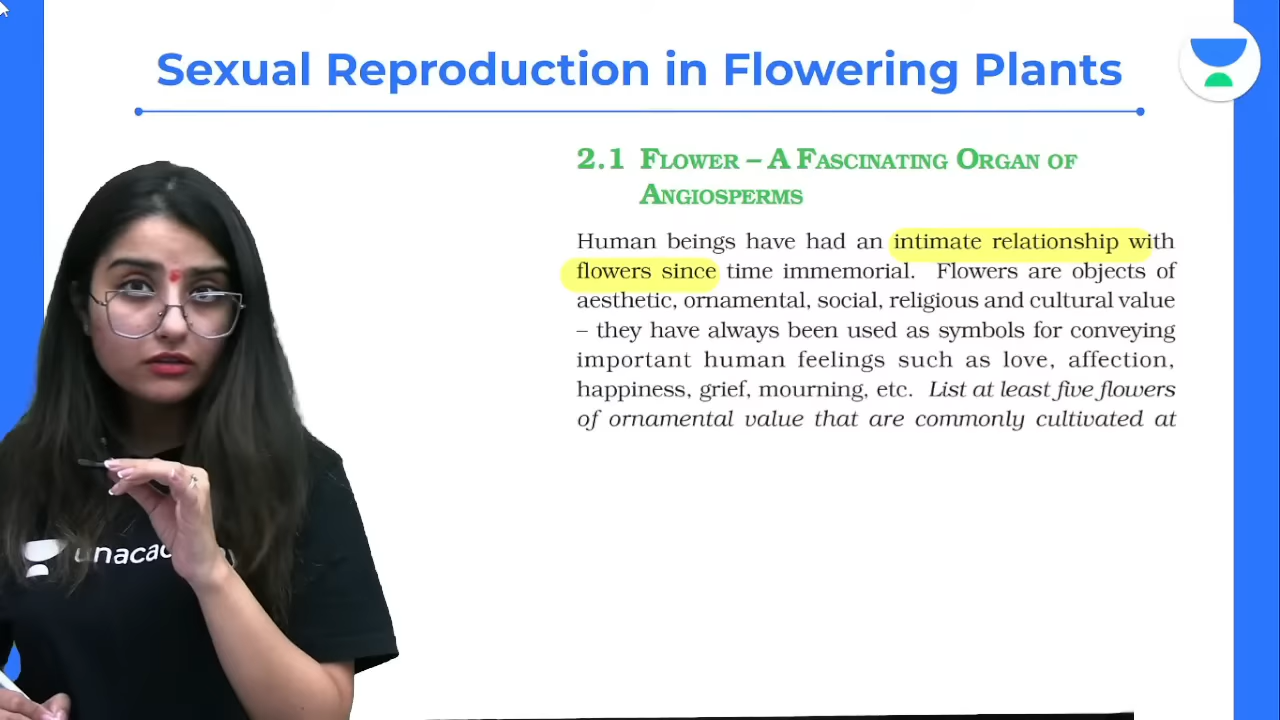 Sexual Reproduction in Flowering Plants
2.1 FLOWER – A FASCINATING ORGAN OF
ANGIOSPERMS
Human beings have had an intimate relationship with
flowers since time immemorial. Flowers are objects of
aesthetic, ornamental, social, religious and cultural value
– they have always been used as symbols for conveying
important human feelings such as love, affection,
happiness, grief, mourning, etc. List at least five flowers
of ornamental value that are commonly cultivated at